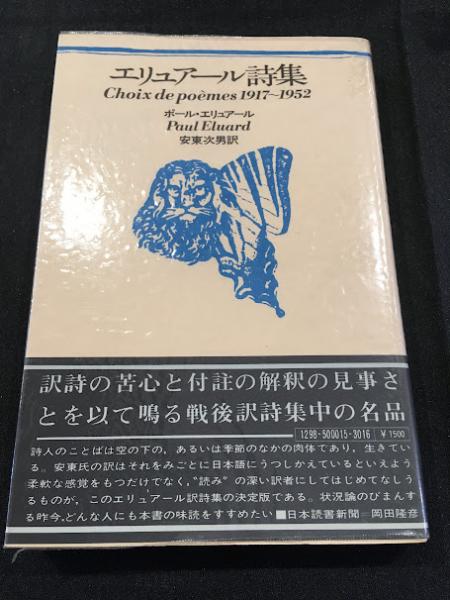 エリュアール詩集
Choix de poèmes 1917~1952
ポール・エリュアール
Paul Eluard
安東次男訳
訳詩の苦心と付註の解釈の見事さ
とを以て鳴る戦後訳詩集中の名品
1298-500015-3016 ¥1500
詩人のことばは空の下の，あるいは季節のなかの肉体であり，生きてい
る。安東氏の訳はそれをみごとに日本語にうつしかえているといえよう
柔軟な感覚をもつだけてなく，“読み”の深い訳者にしてはじめてなしう
るものが，このエリュアール訳詩集の決定版である。状況論のびまんす
る昨今，どんな人にも本書の味読をすすめたい■日本読書新聞＝岡田隆彦